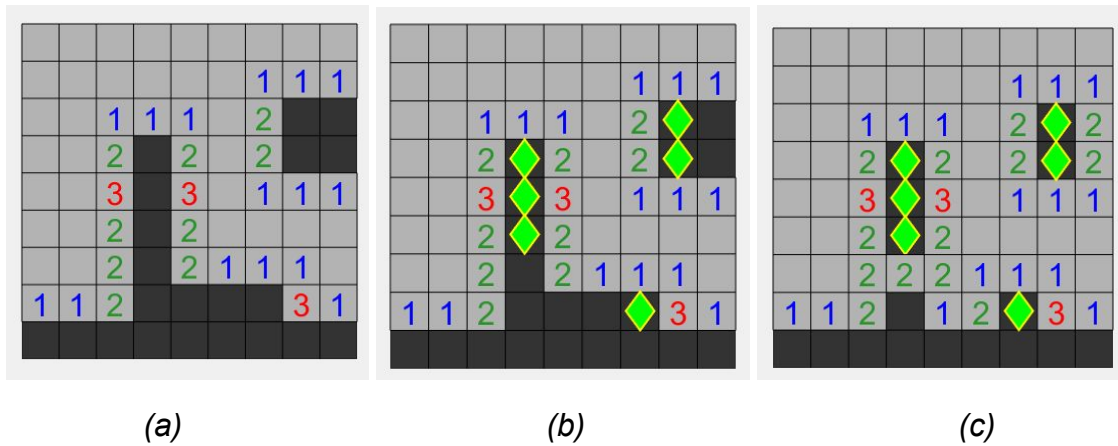 1 1 1
1 1 1 2
2 2 2
3 3 1 1 1
2 2
2 2 1 1 1
1 1 2 3 1
(a)
1 1 1
1 1 1 2
2 2 2
3 3 1 1 1
2 2
2 2 1 1 1
1 1 2 3 1
(b)
1 1 1
1 1 1 2 2
2 2 2 2
3 3 1 1 1
2 2
2 2 2 1 1 1
1 1 2 1 2 3 1
(c)